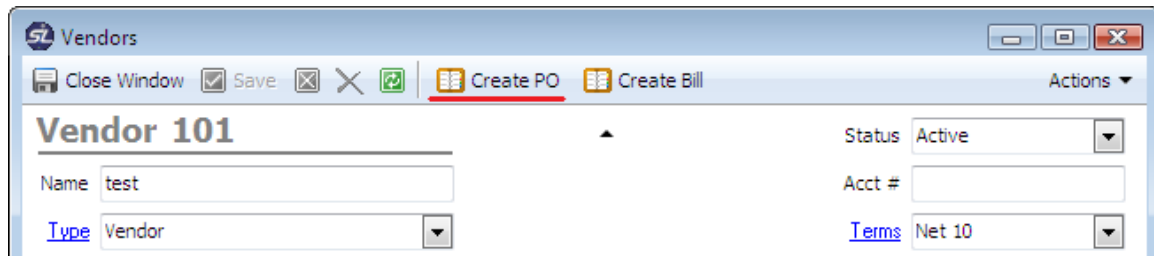 SL Vendors
Close Window Save Create PO Create Bill Actions
Vendor 101 Status Active
Name test Acct #
Type Vendor Terms Net 10